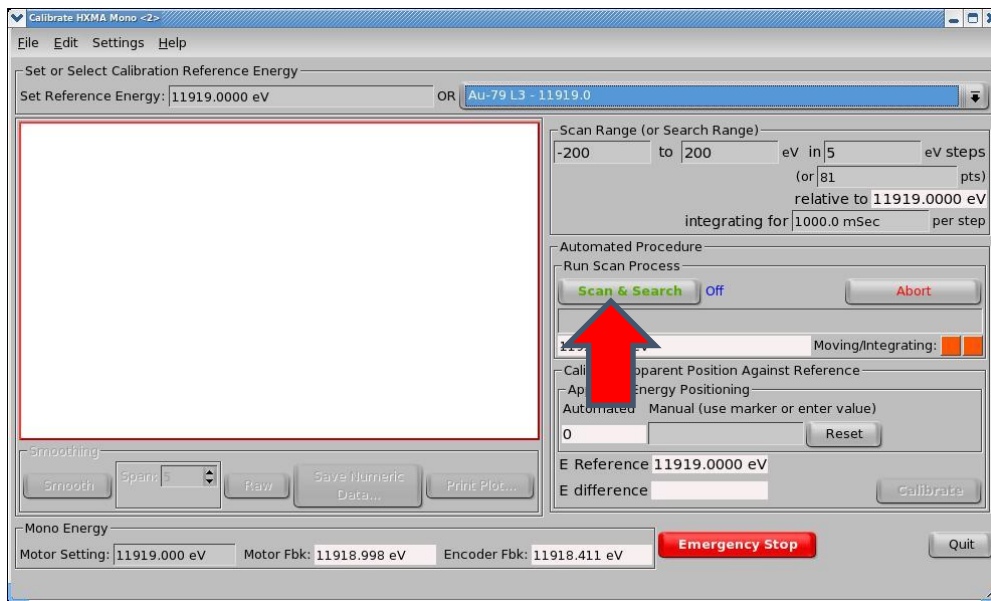 Calibrate HXMA Mono <2>
File Edit Settings Help
Set or Select Calibration Reference Energy
Set Reference Energy: 11919.0000 eV OR Au-79 L3 - 11919.0
Scan Range (or Search Range)
-200 to 200 eV in 5 eV steps
(or 81 pts)
relative to 11919.0000 eV
integrating for 1000.0 mSec per step
Automated Procedure
Run Scan Process
Scan & Search Off Abort
Moving/Integrating:
Position Against Reference
Energy Positioning
Automated Manual (use marker or enter value)
0 Reset
E Reference 11919.0000 eV
E difference
Calibrate
Smoothing
Smooth Span: 5 Raw Save Numeric Data... Print Plot...
Mono Energy
Motor Setting: 11919.000 eV Motor Fbk: 11918.998 eV Encoder Fbk: 11918.411 eV
Emergency Stop Quit